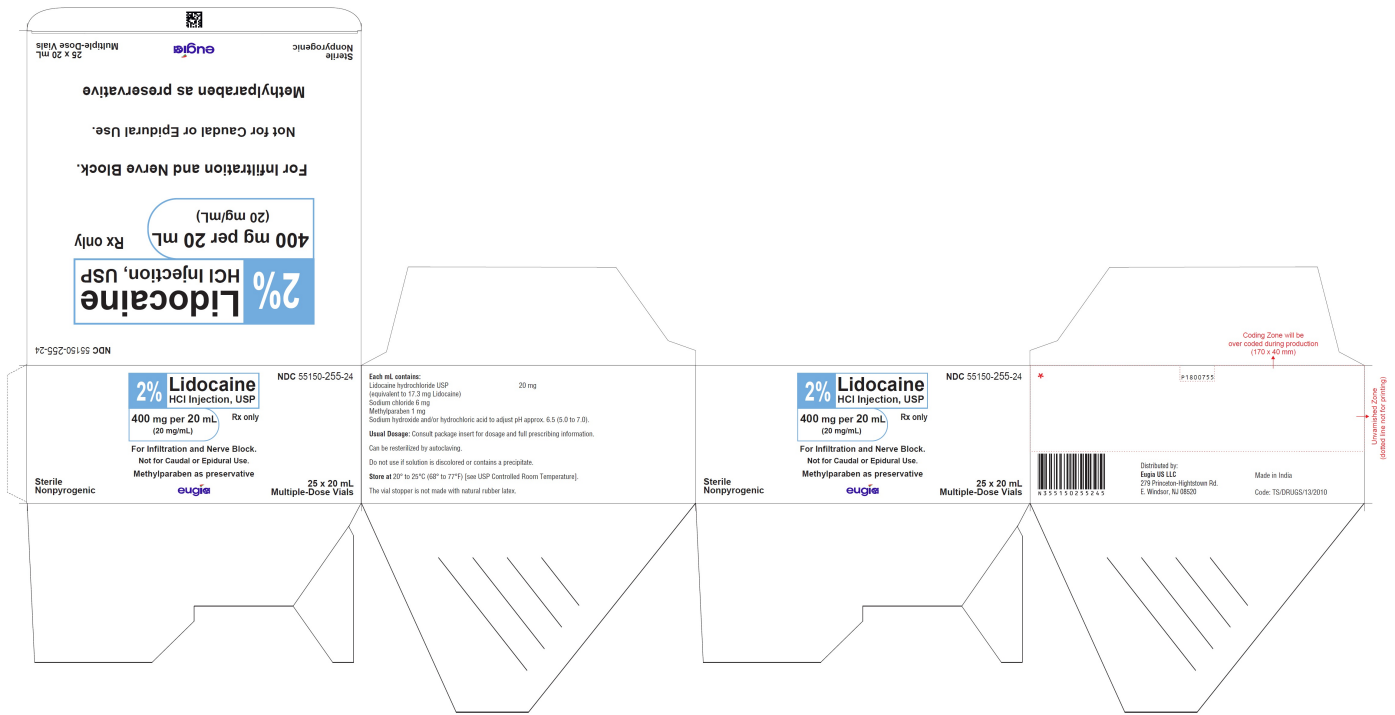 25 x 20 mL
Multiple-Dose Vials
eugia
Sterile
Nonpyrogenic
Methylparaben as preservative
Not for Caudal or Epidural Use.
For Infiltration and Nerve Block.
400 mg per 20 mL
(20 mg/mL)
Rx only
2%
Lidocaine
HCl Injection, USP
NDC 55150-255-24
2%
Lidocaine
HCl Injection, USP
NDC 55150-255-24
400 mg per 20 mL
(20 mg/mL)
Rx only
For Infiltration and Nerve Block.
Not for Caudal or Epidural Use.
Methylparaben as preservative
Sterile
Nonpyrogenic
eugia
25 x 20 mL
Multiple-Dose Vials
Each mL contains:
Lidocaine hydrochloride USP 20 mg
(equivalent to 17.3 mg Lidocaine)
Sodium chloride 6 mg
Methylparaben 1 mg
Sodium hydroxide and/or hydrochloric acid to adjust pH approx. 6.5 (5.0 to 7.0).
Usual Dosage: Consult package insert for dosage and full prescribing information.
Can be resterilized by autoclaving.
Do not use if solution is discolored or contains a precipitate.
Store at 20° to 25°C (68° to 77°F) [see USP Controlled Room Temperature].
The vial stopper is not made with natural rubber latex.
2%
Lidocaine
HCl Injection, USP
NDC 55150-255-24
400 mg per 20 mL
(20 mg/mL)
Rx only
For Infiltration and Nerve Block.
Not for Caudal or Epidural Use.
Methylparaben as preservative
Sterile
Nonpyrogenic
eugia
25 x 20 mL
Multiple-Dose Vials
Coding Zone will be
over coded during production
(170 x 40 mm)
*
P1800755
Unvarnished Zone
(dotted line not for printing)
N355150255245
Distributed by:
Eugia US LLC
279 Princeton-Hightstown Rd.
E. Windsor, NJ 08520
Made in India
Code: TS/DRUGS/13/2010